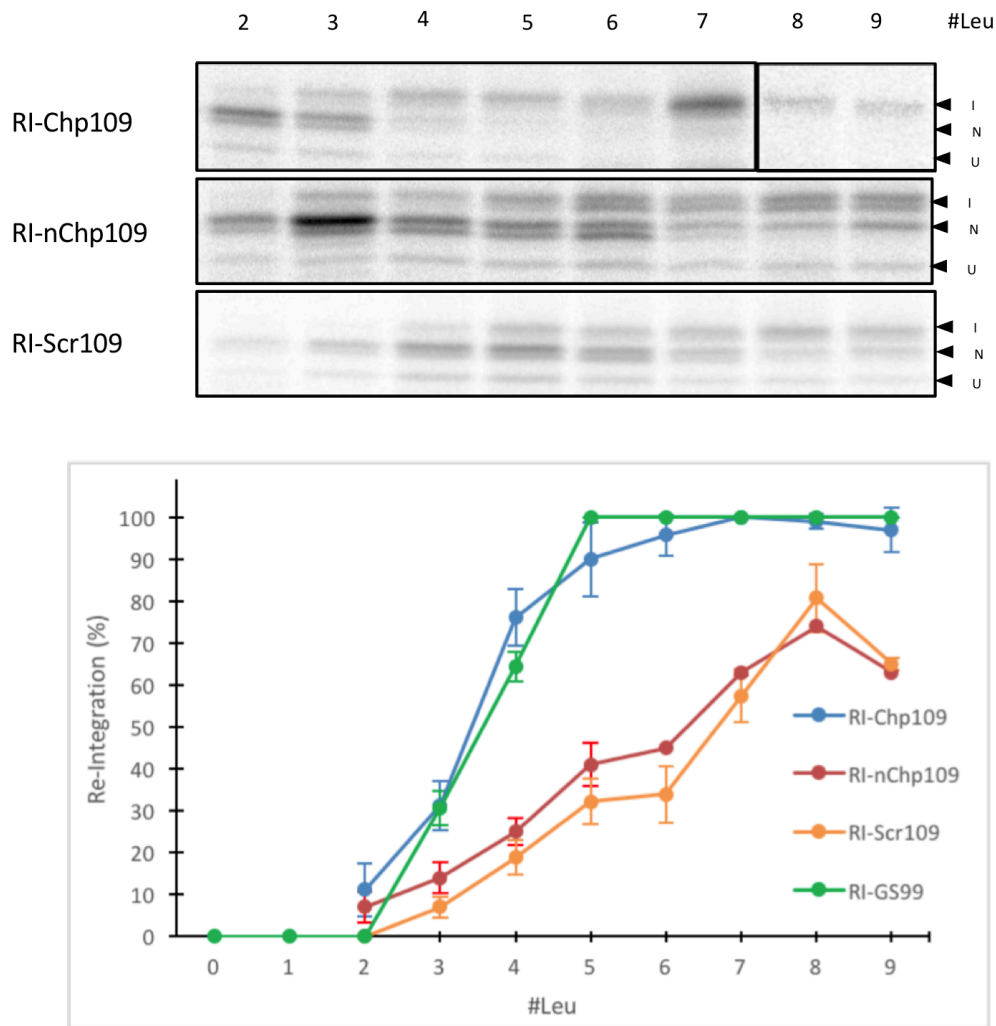 2 3 4 5 6 7 8 9 #Leu
RI-Chp109
I
N
U
RI-nChp109
I
N
U
RI-Scr109
I
N
U
100
90
80
70
60
50
40
30
20
10
0
Re-Integration (%)
RI-Chp109
RI-nChp109
RI-Scr109
RI-GS99
0 1 2 3 4 5 6 7 8 9
#Leu